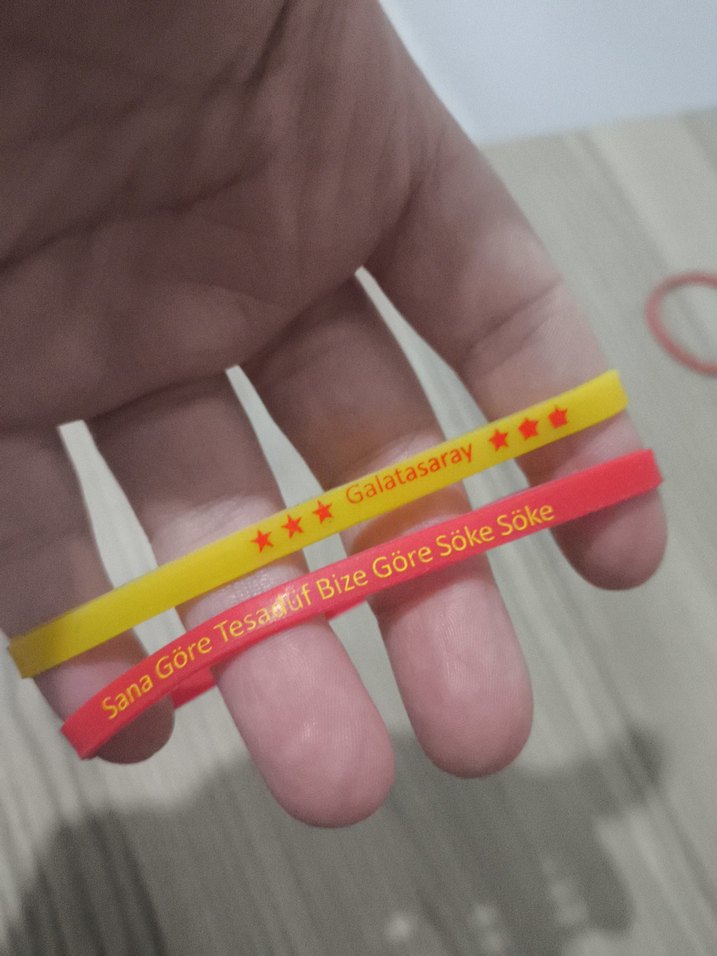 ★★★ Galatasaray ★★★
Sana Göre Tesadüf Bize Göre Söke Söke